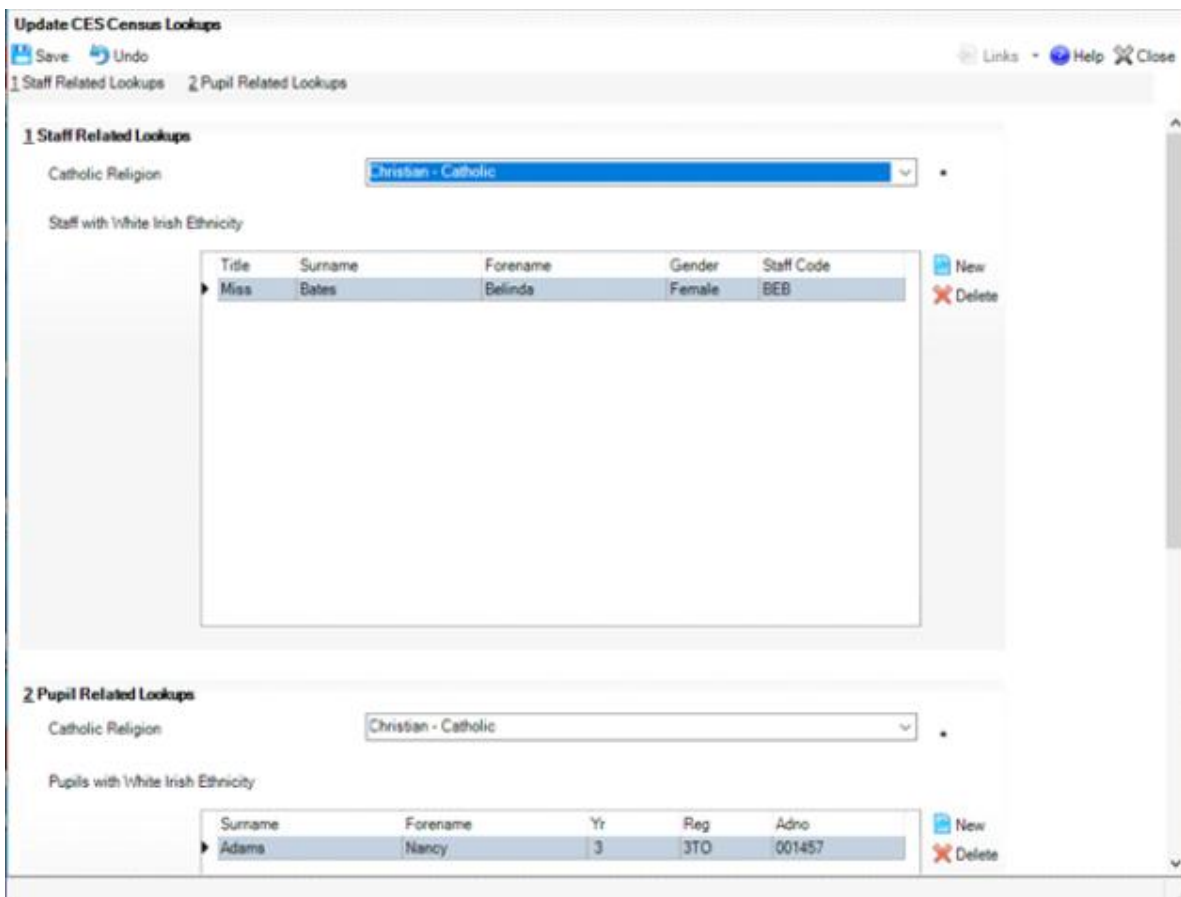 Update CES Census Lookups
Save Undo Links Help Close
1 Staff Related Lookups 2 Pupil Related Lookups
1 Staff Related Lookups
Catholic Religion Christian - Catholic
Staff with White Irish Ethnicity
Title Surname Forename Gender Staff Code New
Miss Bates Belinda Female BEB Delete
2 Pupil Related Lookups
Catholic Religion Christian - Catholic
Pupils with White Irish Ethnicity
Surname Forename Yr Reg Adno New
Adams Nancy 3 3TO 001457 Delete